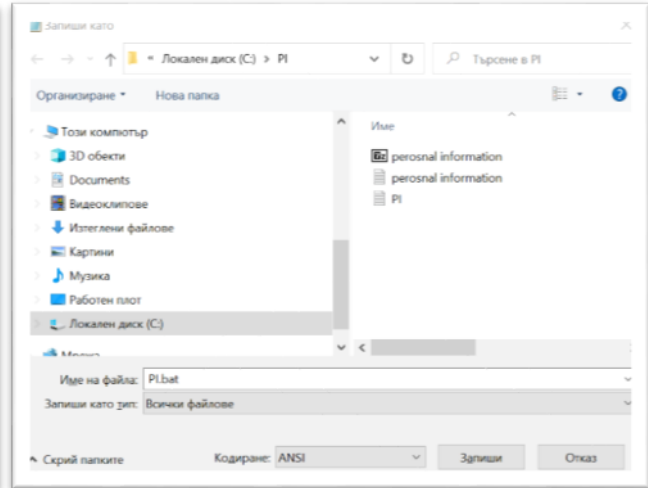 Запиши като
« Локален диск (C:) > PI
Търсене в PI
Организиране
Нова папка
Този компютър
3D обекти
Documents
Видеоклипове
Изтеглени файлове
Картини
Музика
Работен плот
Локален диск (C:)
Мрежа
Име
perosnal information
perosnal information
PI
Име на файла: PI.bat
Запиши като тип: Всички файлове
Скрий папките
Кодиране: ANSI
Запиши
Отказ